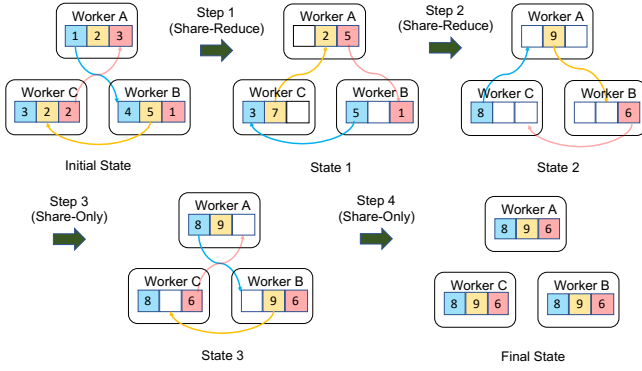 Worker A
1 2 3
Worker C
3 2 2
Worker B
4 5 1
Initial State
Step 1
(Share-Reduce)
Worker A
2 5
Worker C
3 7
Worker B
5 1
State 1
Step 2
(Share-Reduce)
Worker A
9
Worker C
8
Worker B
6
State 2
Step 3
(Share-Only)
Worker A
8 9
Worker C
8 6
Worker B
9 6
State 3
Step 4
(Share-Only)
Worker A
8 9 6
Worker C
8 9 6
Worker B
8 9 6
Final State